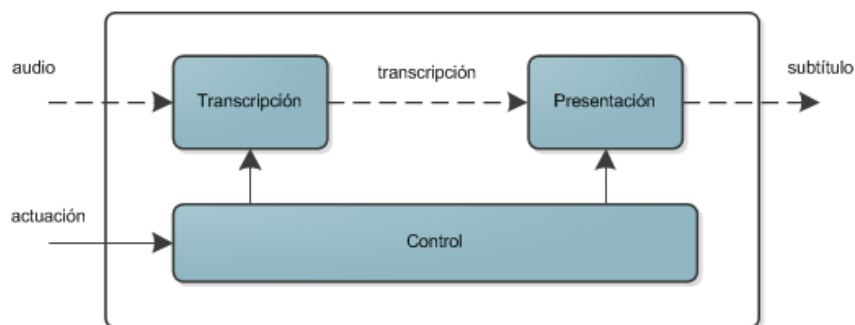 audio
transcripción
subtítulo
Transcripción
Presentación
actuación
Control